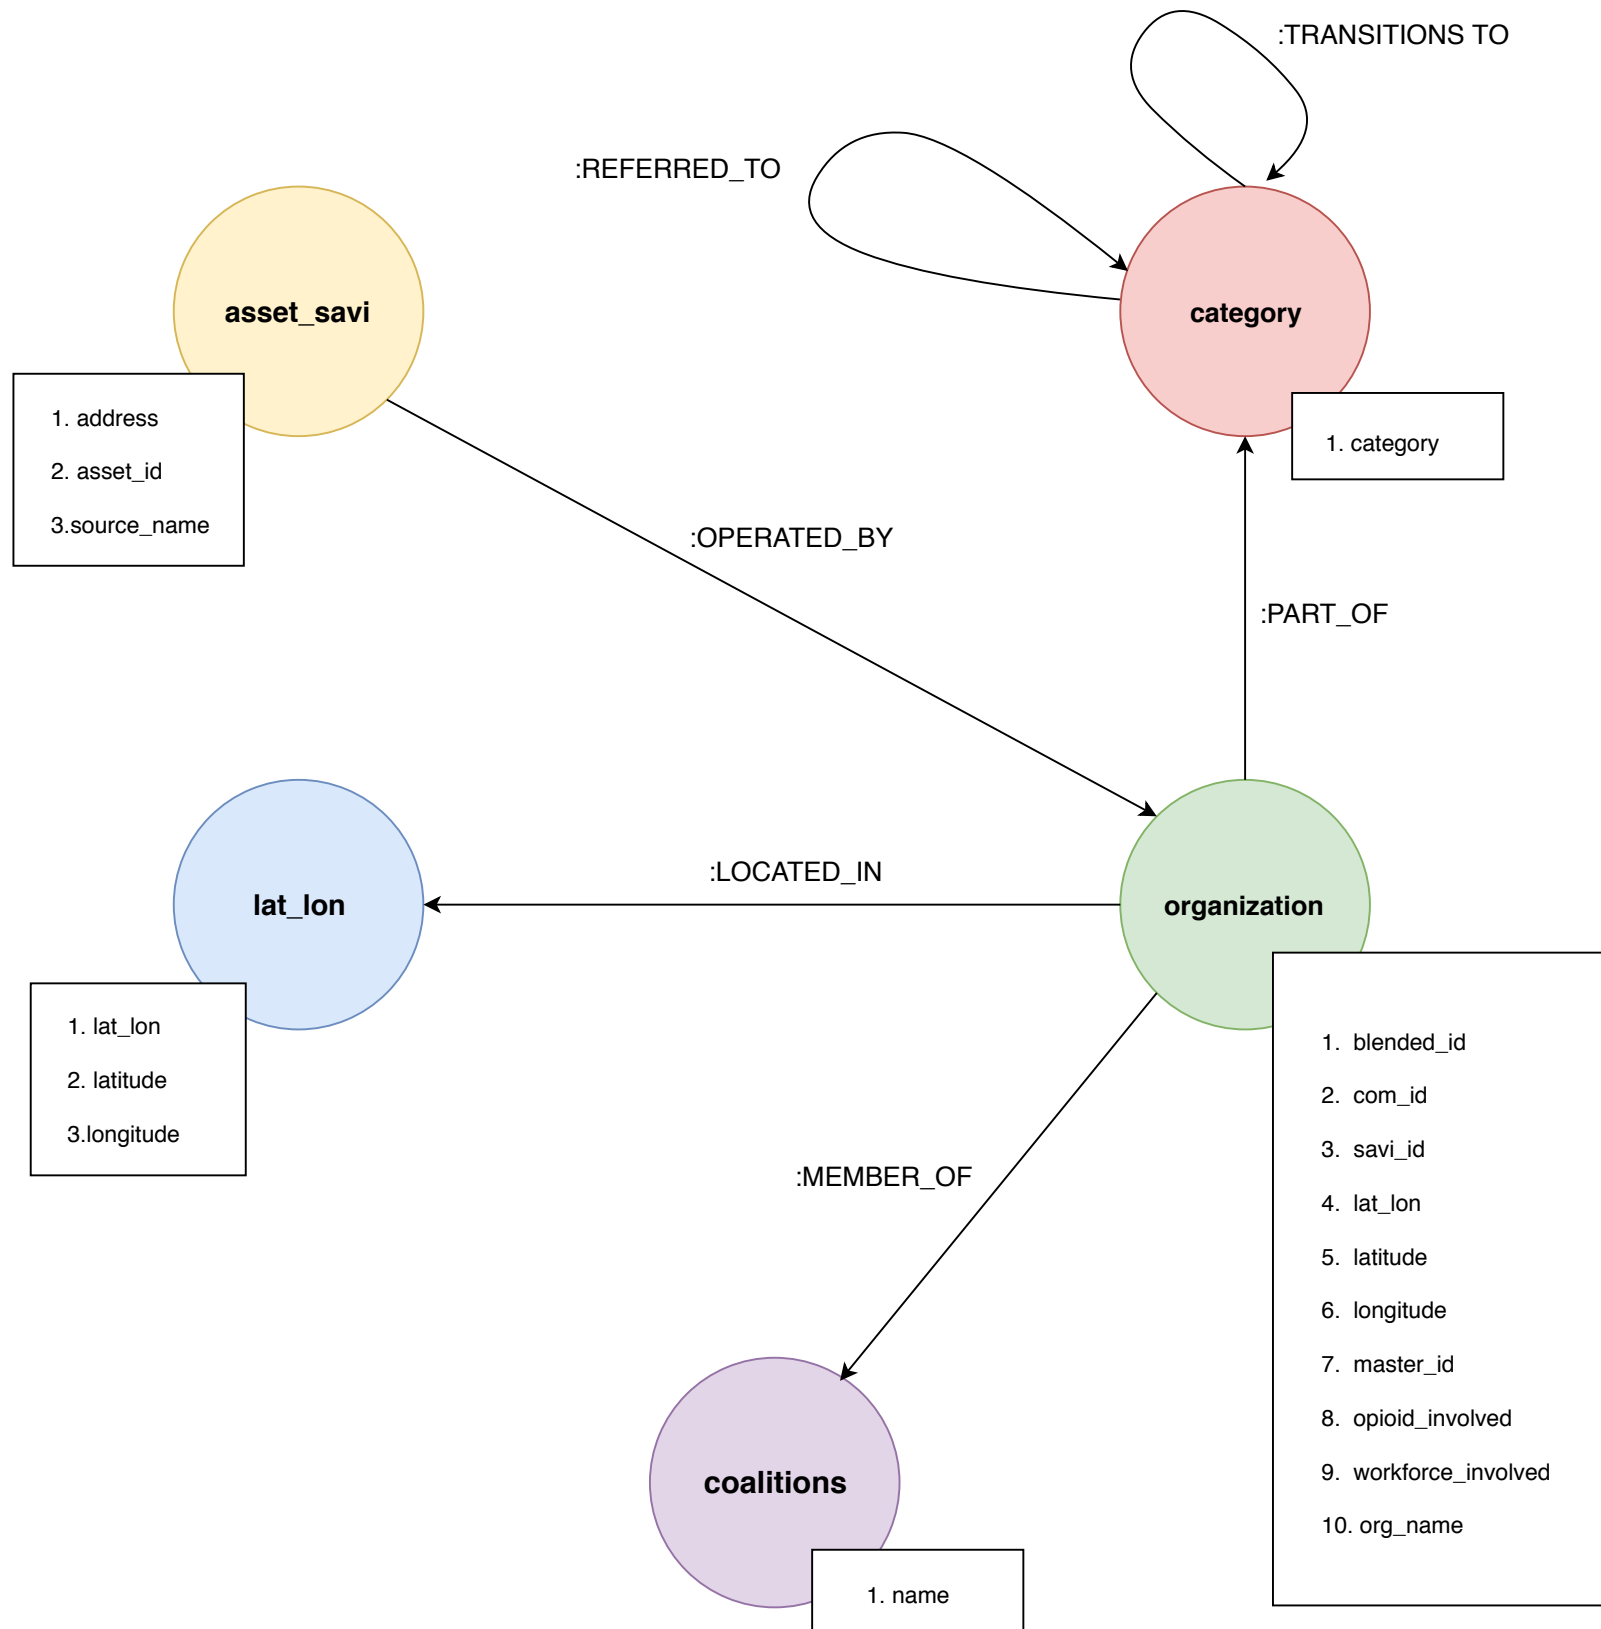 :TRANSITIONS TO
:REFERRED_TO
asset_savi
category
1. address
2. asset_id
3.source_name
1. category
:OPERATED_BY
:PART_OF
:LOCATED_IN
lat_lon
organization
1. lat_lon
2. latitude
3.longitude
1. blended_id
2. com_id
3. savi_id
4. lat_lon
5. latitude
6. longitude
7. master_id
8. opioid_involved
9. workforce_involved
10. org_name
:MEMBER_OF
coalitions
1. name